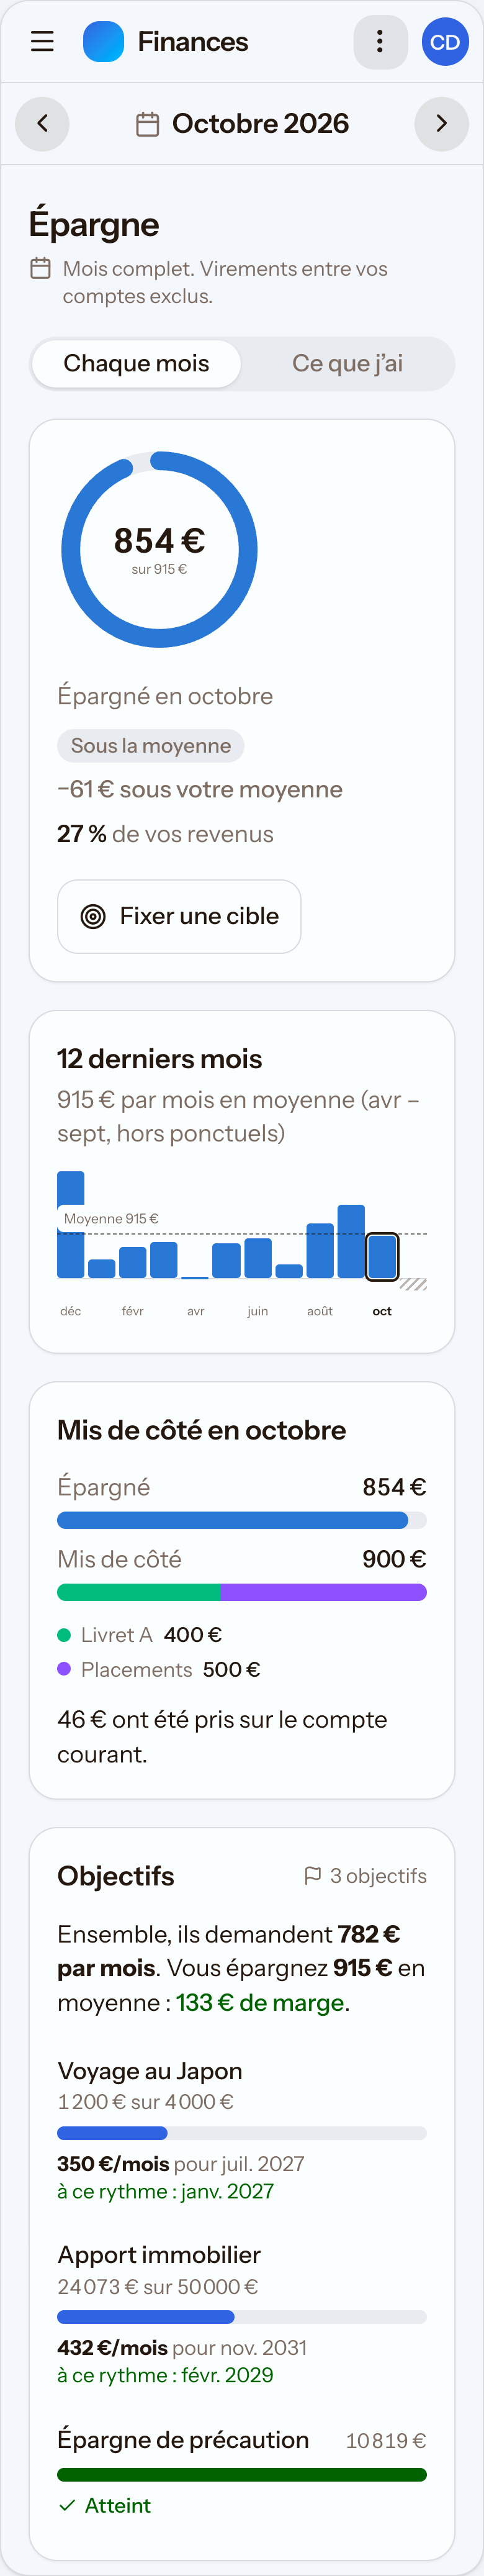 Finances
CD
Octobre 2026
Épargne
Mois complet. Virements entre vos
comptes exclus.
Chaque mois
Ce que j’ai
854 €
sur 915 €
Épargné en octobre
Sous la moyenne
−61 € sous votre moyenne
27 % de vos revenus
Fixer une cible
12 derniers mois
915 € par mois en moyenne (avr –
sept, hors ponctuels)
Moyenne 915 €
déc févr avr juin août oct
Mis de côté en octobre
Épargné 854 €
Mis de côté 900 €
Livret A 400 €
Placements 500 €
46 € ont été pris sur le compte
courant.
Objectifs
3 objectifs
Ensemble, ils demandent 782 €
par mois. Vous épargnez 915 € en
moyenne : 133 € de marge.
Voyage au Japon
1 200 € sur 4 000 €
350 €/mois pour juil. 2027
à ce rythme : janv. 2027
Apport immobilier
24 073 € sur 50 000 €
432 €/mois pour nov. 2031
à ce rythme : févr. 2029
Épargne de précaution 10 819 €
Atteint